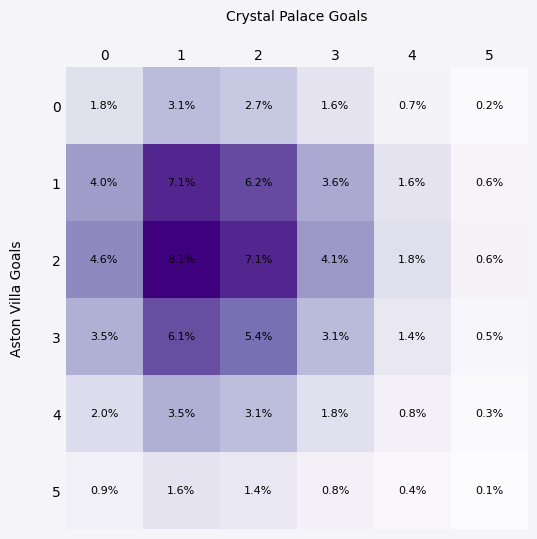 Crystal Palace Goals
0 1 2 3 4 5
0 1.8% 3.1% 2.7% 1.6% 0.7% 0.2%
1 4.0% 7.1% 6.2% 3.6% 1.6% 0.6%
2 4.6% 8.1% 7.1% 4.1% 1.8% 0.6%
3 3.5% 6.1% 5.4% 3.1% 1.4% 0.5%
4 2.0% 3.5% 3.1% 1.8% 0.8% 0.3%
5 0.9% 1.6% 1.4% 0.8% 0.4% 0.1%
Aston Villa Goals